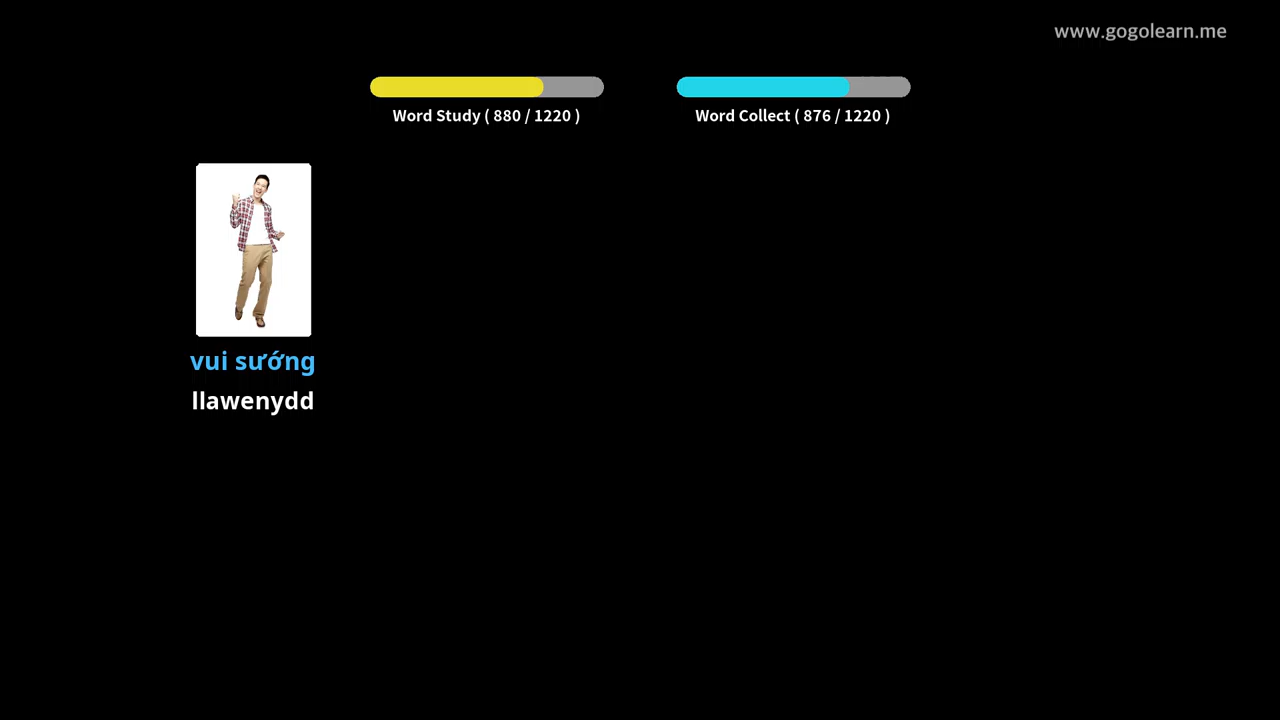 www.gogolearn.me
Word Study ( 880 / 1220 )
Word Collect ( 876 / 1220 )
vui sướng
llawenydd